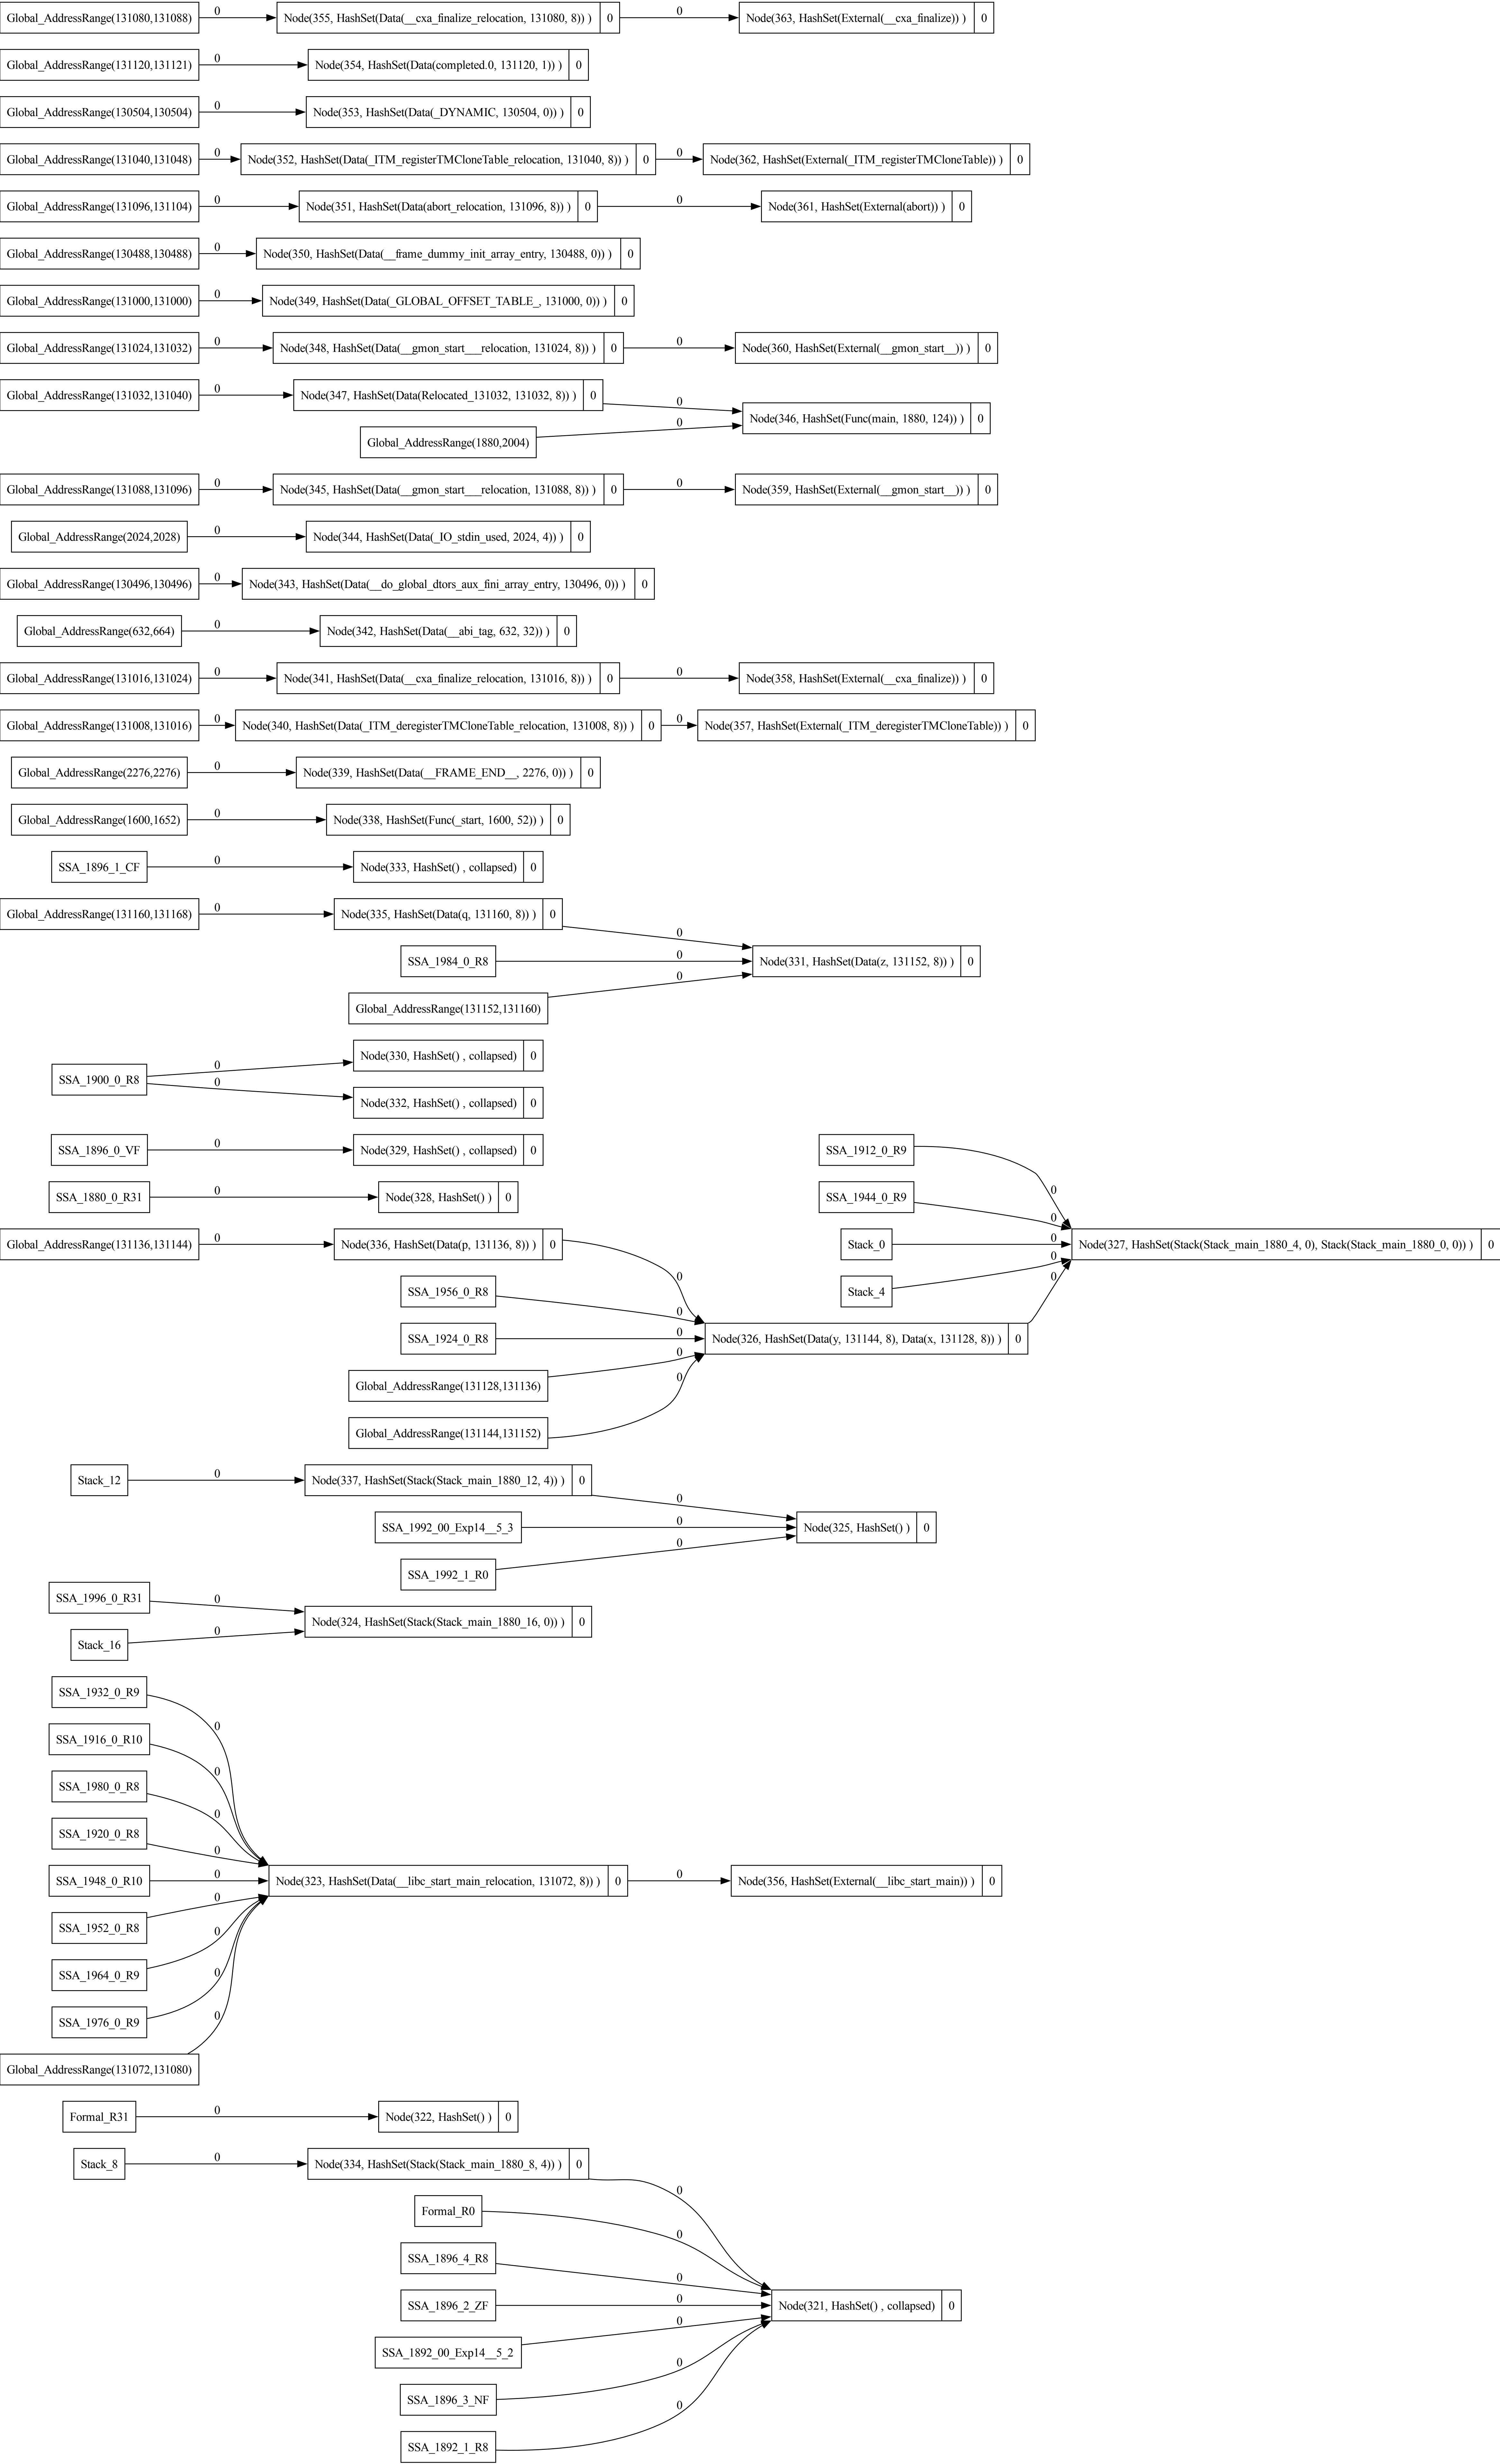 Global_AddressRange(131080,131088) 0 Node(355, HashSet(Data(__cxa_finalize_relocation, 131080, 8)) ) 0 0 Node(363, HashSet(External(__cxa_finalize)) ) 0
Global_AddressRange(131120,131121) 0 Node(354, HashSet(Data(completed.0, 131120, 1)) ) 0
Global_AddressRange(130504,130504) 0 Node(353, HashSet(Data(_DYNAMIC, 130504, 0)) ) 0
Global_AddressRange(131040,131048) 0 Node(352, HashSet(Data(_ITM_registerTMCloneTable_relocation, 131040, 8)) ) 0 0 Node(362, HashSet(External(_ITM_registerTMCloneTable)) ) 0
Global_AddressRange(131096,131104) 0 Node(351, HashSet(Data(abort_relocation, 131096, 8)) ) 0 0 Node(361, HashSet(External(abort)) ) 0
Global_AddressRange(130488,130488) 0 Node(350, HashSet(Data(__frame_dummy_init_array_entry, 130488, 0)) ) 0
Global_AddressRange(131000,131000) 0 Node(349, HashSet(Data(_GLOBAL_OFFSET_TABLE_, 131000, 0)) ) 0
Global_AddressRange(131024,131032) 0 Node(348, HashSet(Data(__gmon_start___relocation, 131024, 8)) ) 0 0 Node(360, HashSet(External(__gmon_start__)) ) 0
Global_AddressRange(131032,131040) 0 Node(347, HashSet(Data(Relocated_131032, 131032, 8)) ) 0 0
Node(346, HashSet(Func(main, 1880, 124)) ) 0
Global_AddressRange(1880,2004) 0
Global_AddressRange(131088,131096) 0 Node(345, HashSet(Data(__gmon_start___relocation, 131088, 8)) ) 0 0 Node(359, HashSet(External(__gmon_start__)) ) 0
Global_AddressRange(2024,2028) 0 Node(344, HashSet(Data(_IO_stdin_used, 2024, 4)) ) 0
Global_AddressRange(130496,130496) 0 Node(343, HashSet(Data(__do_global_dtors_aux_fini_array_entry, 130496, 0)) ) 0
Global_AddressRange(632,664) 0 Node(342, HashSet(Data(__abi_tag, 632, 32)) ) 0
Global_AddressRange(131016,131024) 0 Node(341, HashSet(Data(__cxa_finalize_relocation, 131016, 8)) ) 0 0 Node(358, HashSet(External(__cxa_finalize)) ) 0
Global_AddressRange(131008,131016) 0 Node(340, HashSet(Data(_ITM_deregisterTMCloneTable_relocation, 131008, 8)) ) 0 0 Node(357, HashSet(External(_ITM_deregisterTMCloneTable)) ) 0
Global_AddressRange(2276,2276) 0 Node(339, HashSet(Data(__FRAME_END__, 2276, 0)) ) 0
Global_AddressRange(1600,1652) 0 Node(338, HashSet(Func(_start, 1600, 52)) ) 0
SSA_1896_1_CF 0 Node(333, HashSet() , collapsed) 0
Global_AddressRange(131160,131168) 0 Node(335, HashSet(Data(q, 131160, 8)) ) 0 0
SSA_1984_0_R8 0 Node(331, HashSet(Data(z, 131152, 8)) ) 0
Global_AddressRange(131152,131160) 0
Node(330, HashSet() , collapsed) 0
SSA_1900_0_R8 0 0
Node(332, HashSet() , collapsed) 0
SSA_1896_0_VF 0 Node(329, HashSet() , collapsed) 0 SSA_1912_0_R9 0
SSA_1880_0_R31 0 Node(328, HashSet() ) 0 SSA_1944_0_R9 0
Global_AddressRange(131136,131144) 0 Node(336, HashSet(Data(p, 131136, 8)) ) 0 0 Stack_0 0 Node(327, HashSet(Stack(Stack_main_1880_4, 0), Stack(Stack_main_1880_0, 0)) ) 0
SSA_1956_0_R8 0 Stack_4 0 0
SSA_1924_0_R8 0 Node(326, HashSet(Data(y, 131144, 8), Data(x, 131128, 8)) ) 0
Global_AddressRange(131128,131136) 0
Global_AddressRange(131144,131152) 0
Stack_12 0 Node(337, HashSet(Stack(Stack_main_1880_12, 4)) ) 0 0
SSA_1992_00_Exp14__5_3 0 Node(325, HashSet() ) 0
SSA_1992_1_R0 0
SSA_1996_0_R31 0
Node(324, HashSet(Stack(Stack_main_1880_16, 0)) ) 0
Stack_16 0
SSA_1932_0_R9 0
SSA_1916_0_R10 0
SSA_1980_0_R8 0
SSA_1920_0_R8 0
SSA_1948_0_R10 0 Node(323, HashSet(Data(__libc_start_main_relocation, 131072, 8)) ) 0 0 Node(356, HashSet(External(__libc_start_main)) ) 0
SSA_1952_0_R8 0
SSA_1964_0_R9 0
SSA_1976_0_R9 0
Global_AddressRange(131072,131080) 0
Formal_R31 0 Node(322, HashSet() ) 0
Stack_8 0 Node(334, HashSet(Stack(Stack_main_1880_8, 4)) ) 0 0
Formal_R0 0
SSA_1896_4_R8 0
SSA_1896_2_ZF 0 Node(321, HashSet() , collapsed) 0
SSA_1892_00_Exp14__5_2 0
SSA_1896_3_NF 0
SSA_1892_1_R8 0